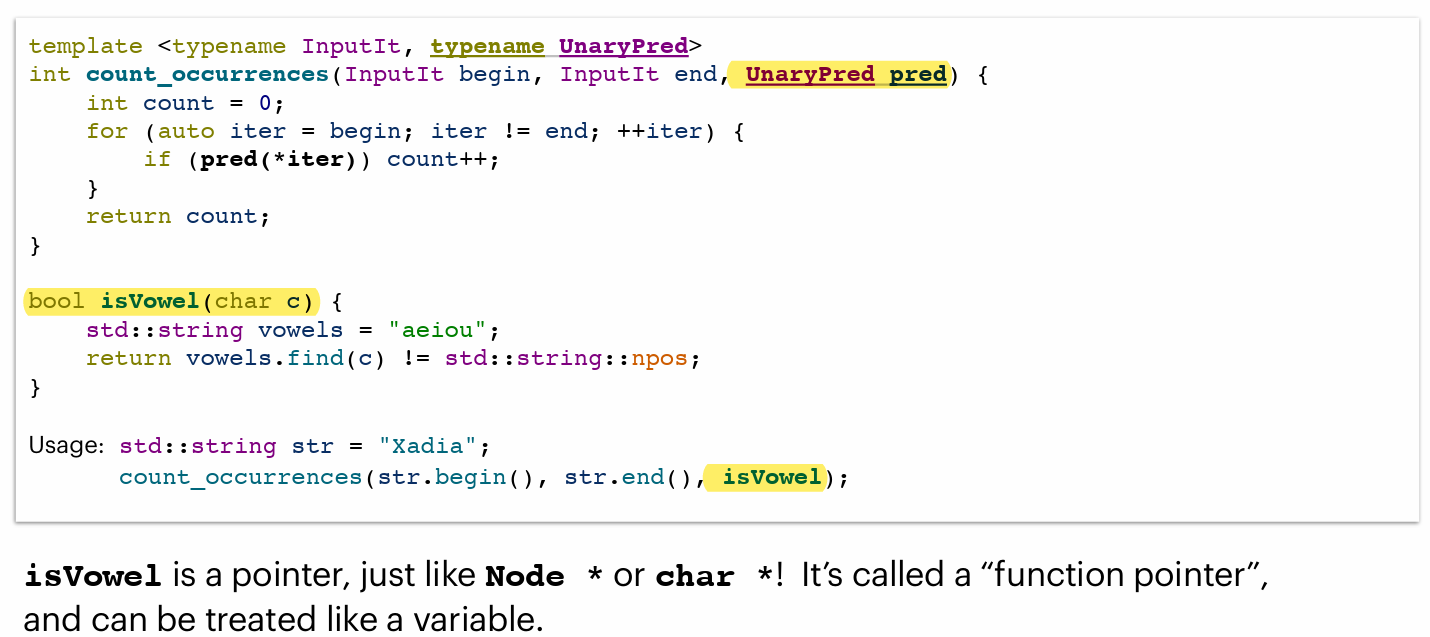 template <typename InputIt, typename UnaryPred>
int count_occurrences(InputIt begin, InputIt end, UnaryPred pred) {
    int count = 0;
    for (auto iter = begin; iter != end; ++iter) {
        if (pred(*iter)) count++;
    }
    return count;
}
bool isVowel(char c) {
    std::string vowels = "aeiou";
    return vowels.find(c) != std::string::npos;
}
Usage: std::string str = "Xadia";
count_occurrences(str.begin(), str.end(), isVowel);
isVowel is a pointer, just like Node * or char *! It’s called a “function pointer”,
and can be treated like a variable.